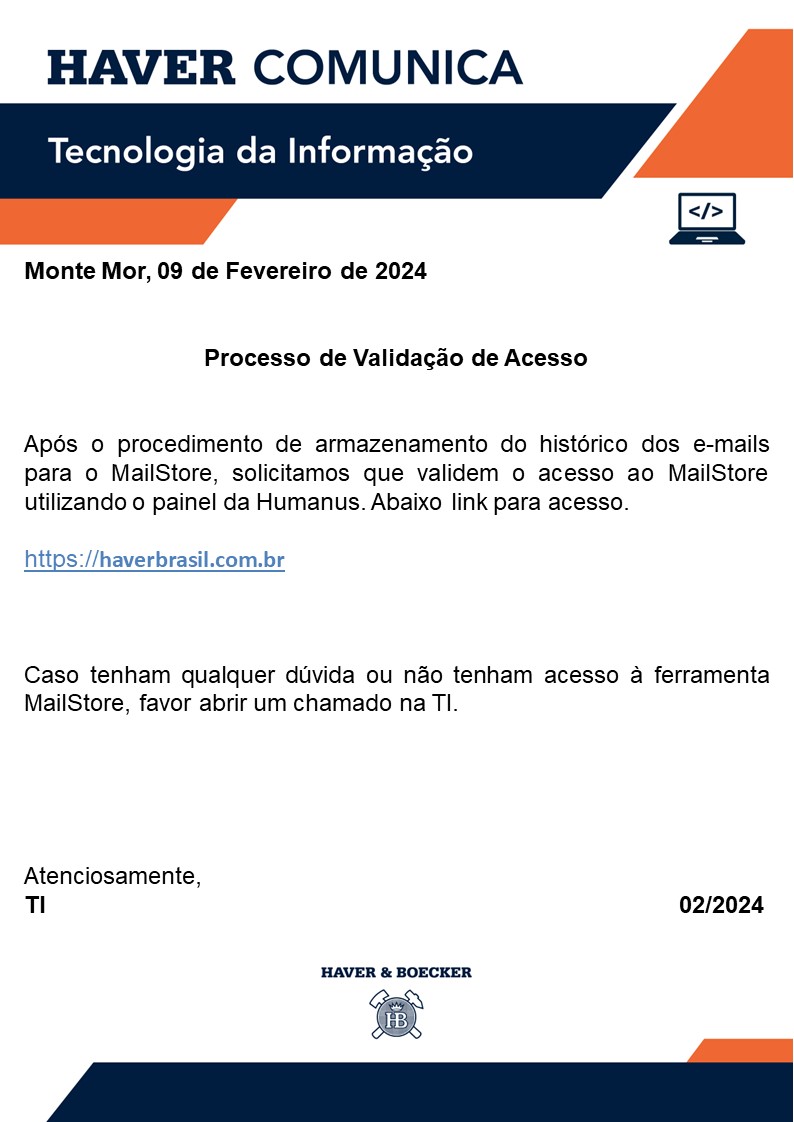 HAVER COMUNICA
Tecnologia da Informação
</>
Monte Mor, 09 de Fevereiro de 2024
Processo de Validação de Acesso
Após o procedimento de armazenamento do histórico dos e-mails
para o MailStore, solicitamos que validem o acesso ao MailStore
utilizando o painel da Humanus. Abaixo link para acesso.
https://haverbrasil.com.br
Caso tenham qualquer dúvida ou não tenham acesso à ferramenta
MailStore, favor abrir um chamado na TI.
Atenciosamente,
TI 02/2024
HAVER & BOECKER
HB